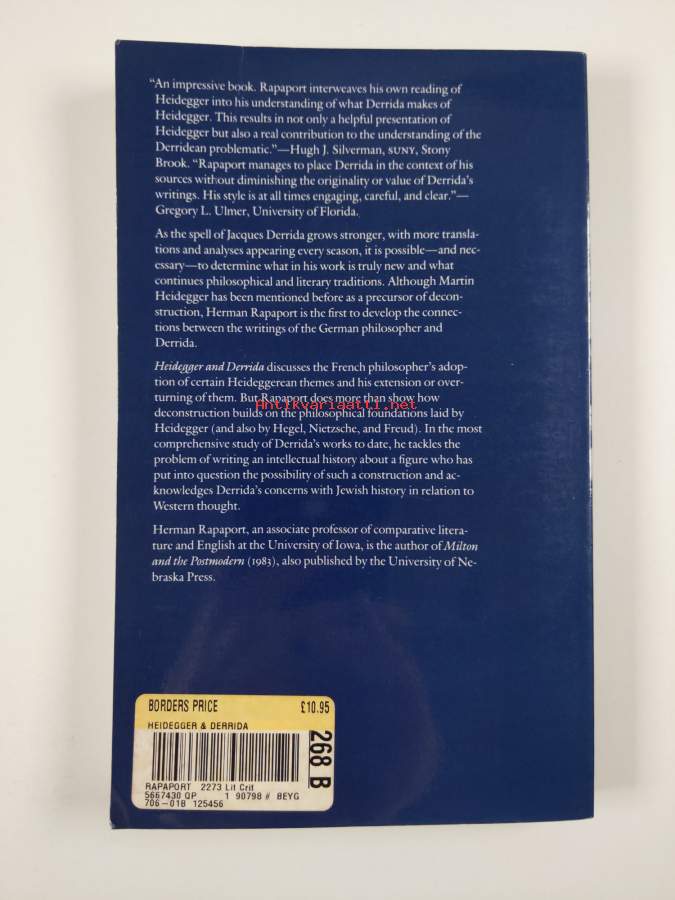 “An impressive book. Rapaport interweaves his own reading of
Heidegger into his understanding of what Derrida makes of
Heidegger. This results in not only a helpful presentation of
Heidegger but also a real contribution to the understanding of the
Derridean problematic.”—Hugh J. Silverman, SUNY, Stony
Brook. “Rapaport manages to place Derrida in the context of his
sources without diminishing the originality or value of Derrida’s
writings. His style is at all times engaging, careful, and clear.”—
Gregory L. Ulmer, University of Florida.
As the spell of Jacques Derrida grows stronger, with more transla-
tions and analyses appearing every season, it is possible—and nec-
essary—to determine what in his work is truly new and what
continues philosophical and literary traditions. Although Martin
Heidegger has been mentioned before as a precursor of decon-
struction, Herman Rapaport is the first to develop the connec-
tions between the writings of the German philosopher and
Derrida.
Heidegger and Derrida discusses the French philosopher’s adop-
tion of certain Heideggerean themes and his extension or over-
turning of them. But Rapaport does more than show how
Antikvariaatti.net
deconstruction builds on the philosophical foundations laid by
Heidegger (and also by Hegel, Nietzsche, and Freud). In the most
comprehensive study of Derrida’s works to date, he tackles the
problem of writing an intellectual history about a figure who has
put into question the possibility of such a construction and ac-
knowledges Derrida’s concerns with Jewish history in relation to
Western thought.
Herman Rapaport, an associate professor of comparative litera-
ture and English at the University of Iowa, is the author of Milton
and the Postmodern (1983), also published by the University of Ne-
braska Press.
BORDERS PRICE £10.95
HEIDEGGER & DERRIDA
268 B
RAPAPORT 2273 Lit Crit
5667430 QP 1 90798 # BEYG
706-01B 125456